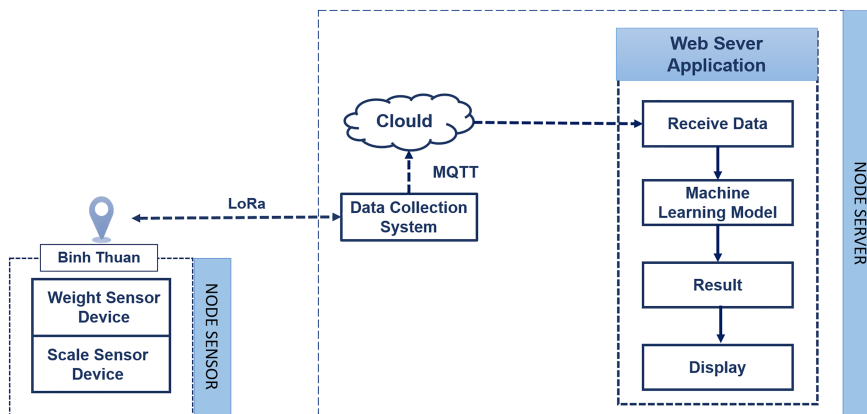 Web Sever
Application
Clould
Receive Data
MQTT
Machine
Learning Model
LoRa
Data Collection
System
NODE SERVER
Binh Thuan
Weight Sensor
Device
Scale Sensor
Device
NODE SENSOR
Result
Display